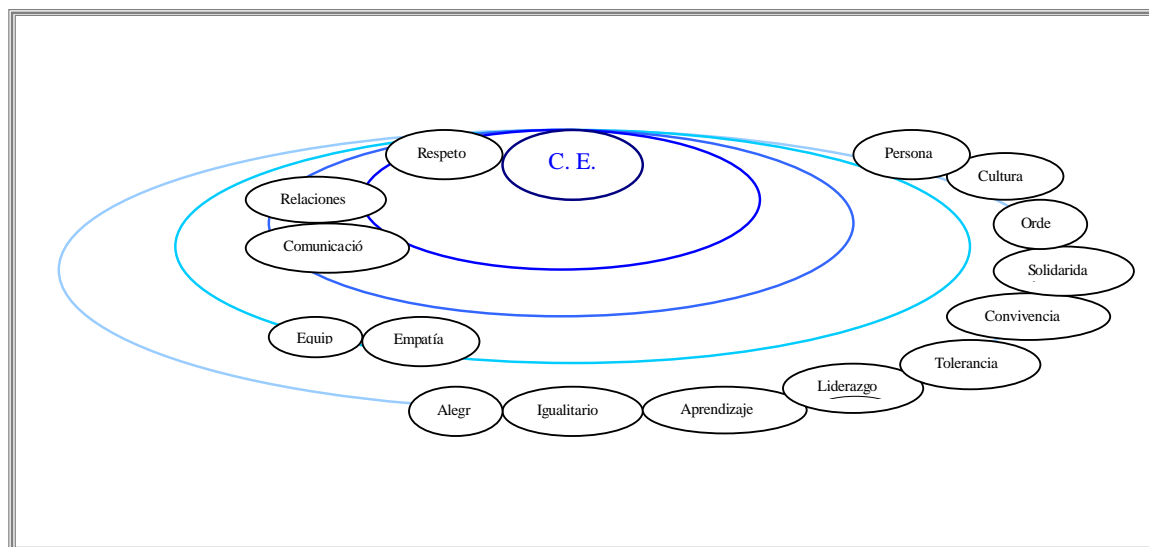 C. E.
Respeto
Persona
Cultura
Relaciones
Orde
Comunicació
Solidarida
Convivencia
Equip
Empatía
Tolerancia
Liderazgo
Alegr
Igualitario
Aprendizaje